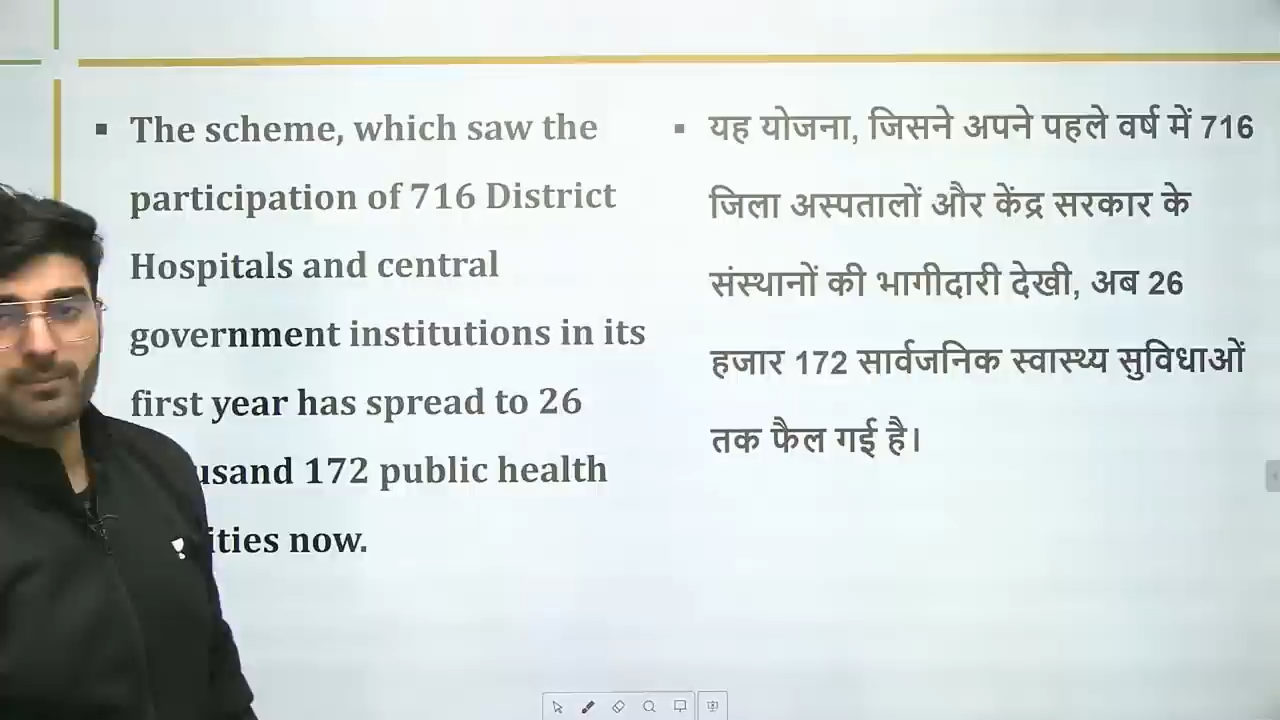 The scheme, which saw the
participation of 716 District
Hospitals and central
government institutions in its
first year has spread to 26
172 public health
now.
यह योजना, जिसने अपने पहले वर्ष में 716
जिला अस्पतालों और केंद्र सरकार के
संस्थानों की भागीदारी देखी, अब 26
हजार 172 सार्वजनिक स्वास्थ्य सुविधाओं
तक फैल गई है।